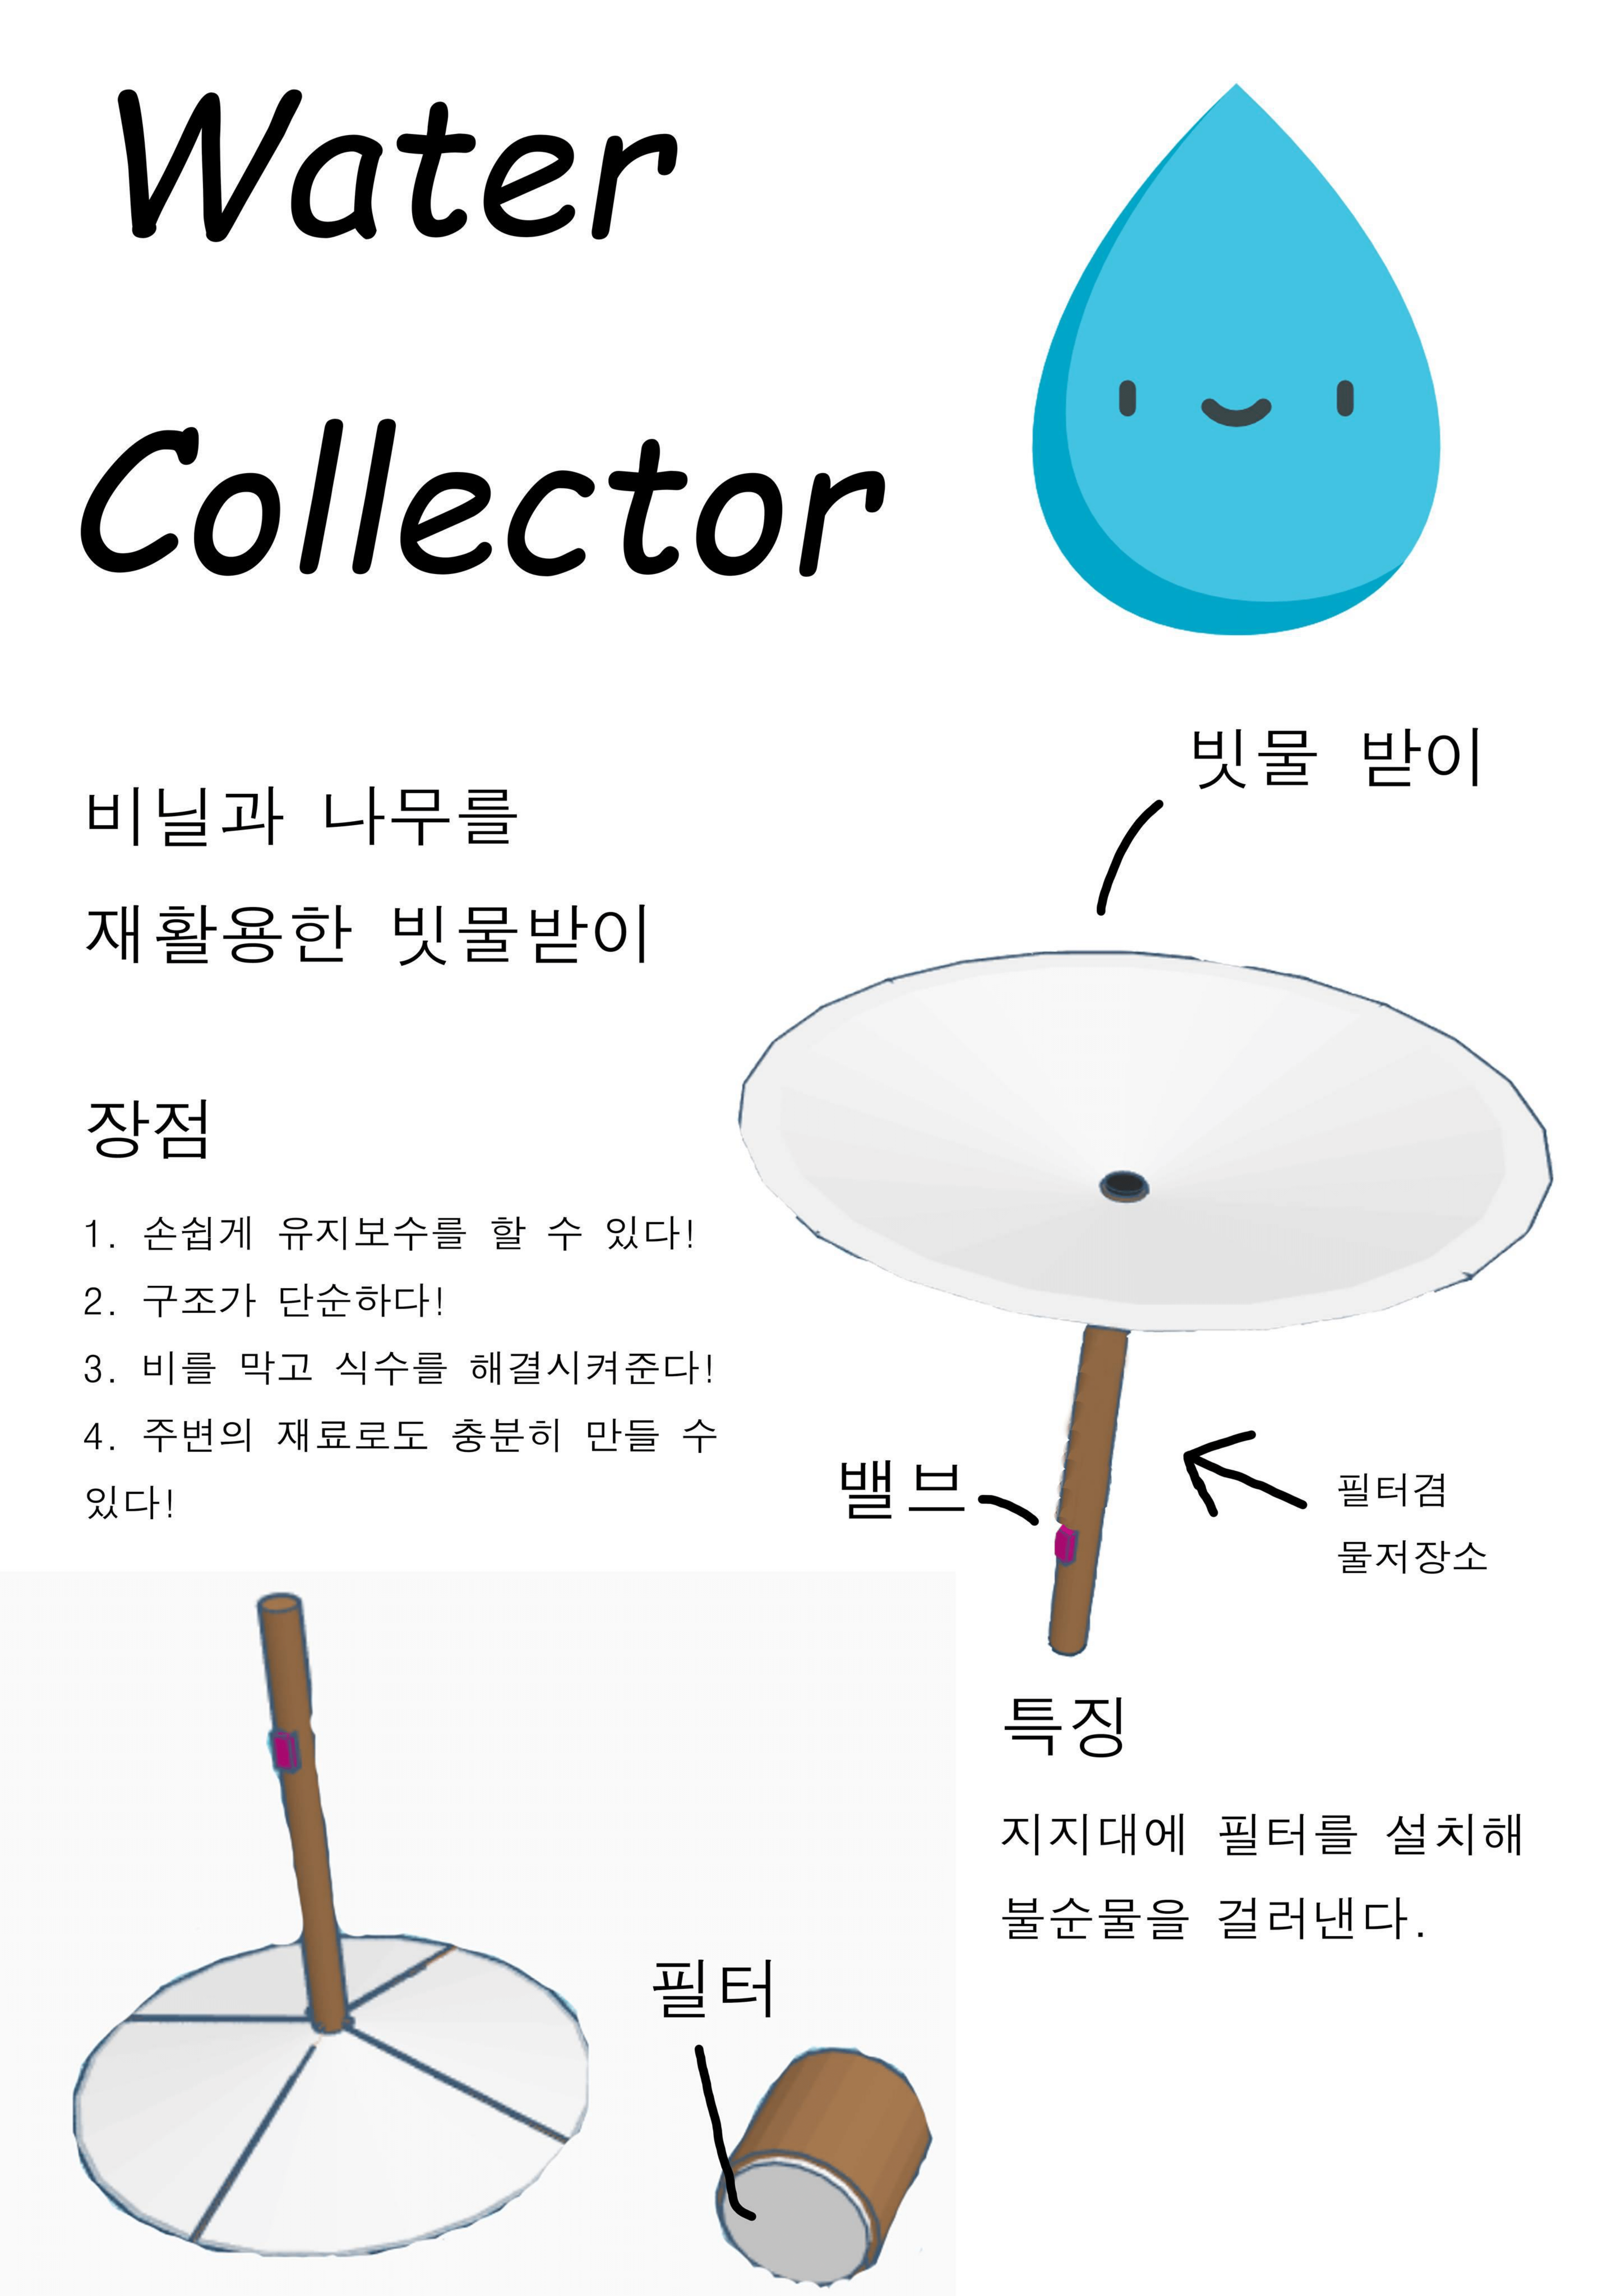 Water
Collector
비닐과 나무를
재활용한 빗물받이
빗물 받이
장점
1. 손쉽게 유지보수를 할 수 있다!
2. 구조가 단순하다!
3. 비를 막고 식수를 해결시켜준다!
4. 주변의 재료로도 충분히 만들 수
있다!
밸브
필터겸
물저장소
특징
지지대에 필터를 설치해
불순물을 걸러낸다.
필터